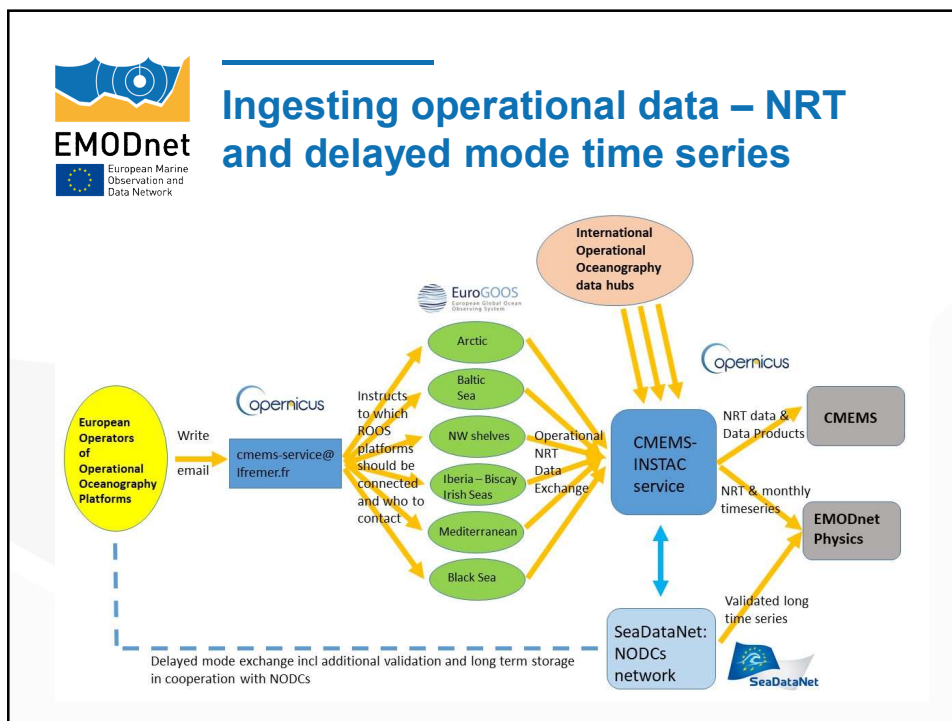 EMODnet
European Marine
Observation and
Data Network
Ingesting operational data – NRT
and delayed mode time series
International
Operational
Oceanography
data hubs
EuroGOOS
European Global Ocean
Observing System
Arctic
Baltic
Sea
NW shelves
Iberia – Biscay
Irish Seas
Mediterranean
Black Sea
opernicus
European
Operators
of
Operational
Oceanography
Platforms
Write
email
cmems-service@
Ifremer.fr
Instructs
to which
ROOS
platforms
should be
connected
and who to
contact
Operational
NRT
Data
Exchange
opernicus
CMEMS-
INSTAC
service
NRT data &
Data Products
CMEMS
NRT & monthly
timeseries
EMODnet
Physics
Validated long
time series
SeaDataNet:
NODCs
network
SeaDataNet
Delayed mode exchange incl additional validation and long term storage
in cooperation with NODCs